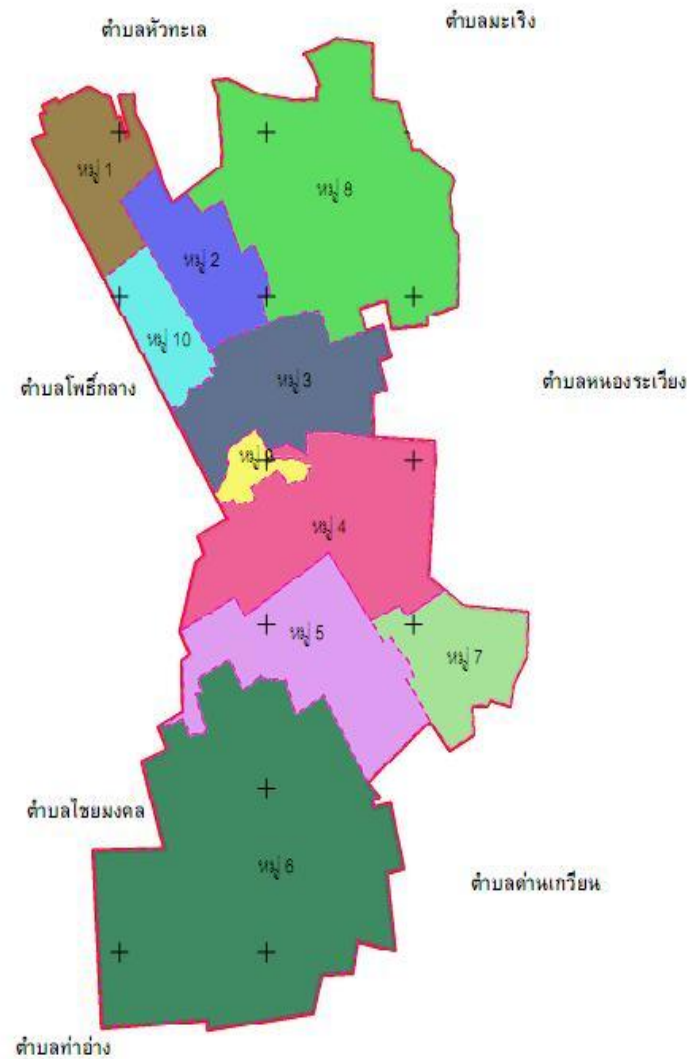 ตำบลหัวทะเล
ตำบลมะเริง
หมู่ 1
หมู่ 8
หมู่ 2
หมู่ 10
ตำบลโพธิ์กลาง
หมู่ 3
ตำบลหนองระเวียง
หมู่ 9
หมู่ 4
หมู่ 5
หมู่ 7
ตำบลไชยมงคล
หมู่ 6
ตำบลด่านเกวียน
ตำบลท่าอ่าง